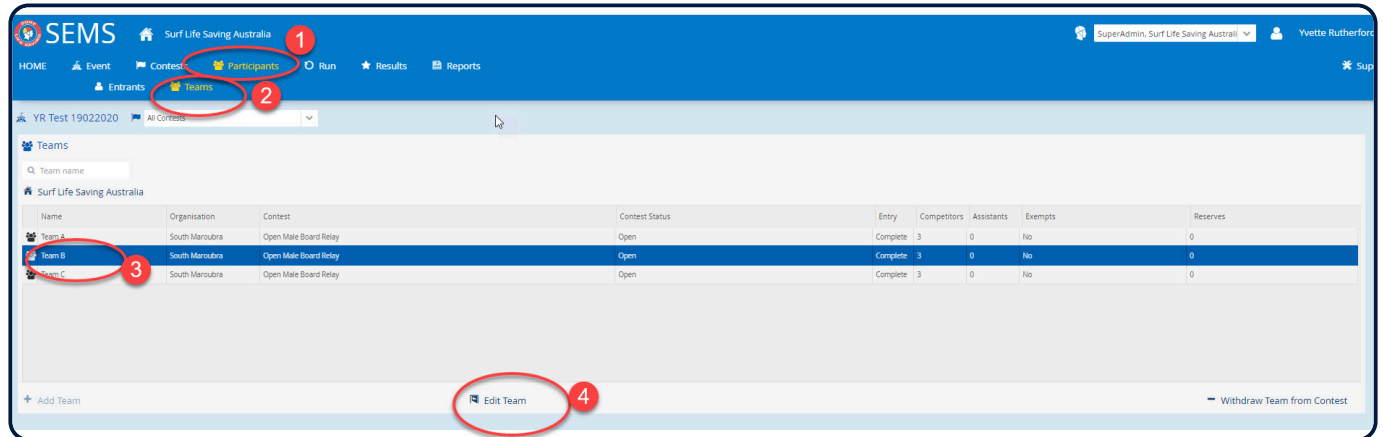 SEMS Surf Life Saving Australia 1 SuperAdmin, Surf Life Saving Australi Yvette Rutherford
HOME Event Contests Participants Run Results Reports Sup
Entrants Teams 2
YR Test 19022020 All Contests
Teams
Team name
Surf Life Saving Australia
Name Organisation Contest Contest Status Entry Competitors Assistants Exempts Reserves
Team A South Maroubra Open Male Board Relay Open Complete 3 0 No 0
Team B South Maroubra Open Male Board Relay Open Complete 3 0 No 0
3
Team C South Maroubra Open Male Board Relay Open Complete 3 0 No 0
+ Add Team Edit Team 4 Withdraw Team from Contest